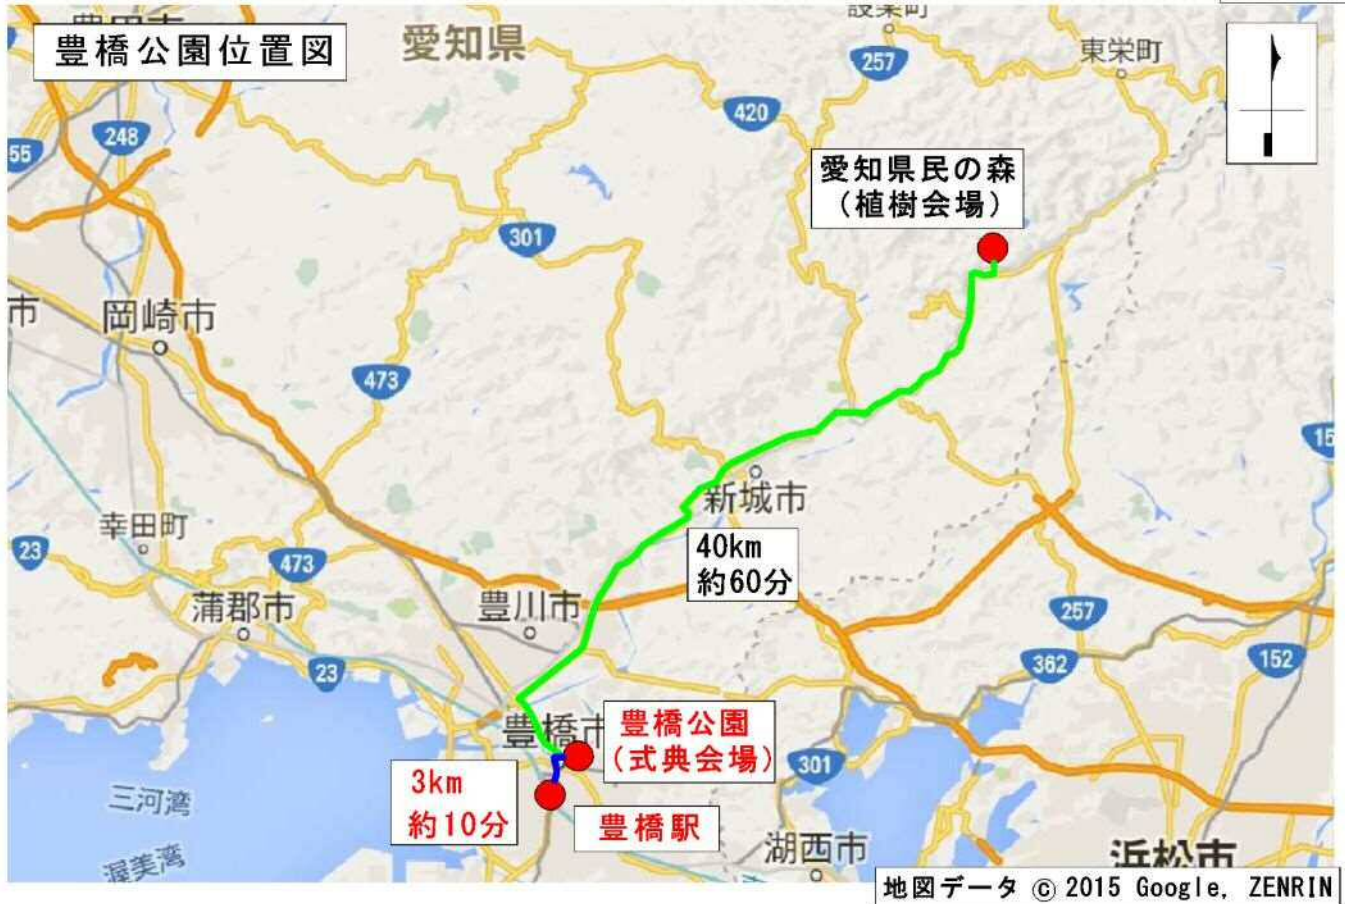 設楽町
豊橋公園位置図
愛知県
257
東栄町
420
248
55
愛知県民の森
（植樹会場）
301
市
岡崎市
473
15
新城市
幸田町
23
40km
約60分
473
蒲郡市
豊川市
257
23
362
152
豊橋市
豊橋公園
（式典会場）
301
3km
約10分
三河湾
豊橋駅
渥美湾
湖西市
浜松市
地図データ © 2015 Google, ZENRIN